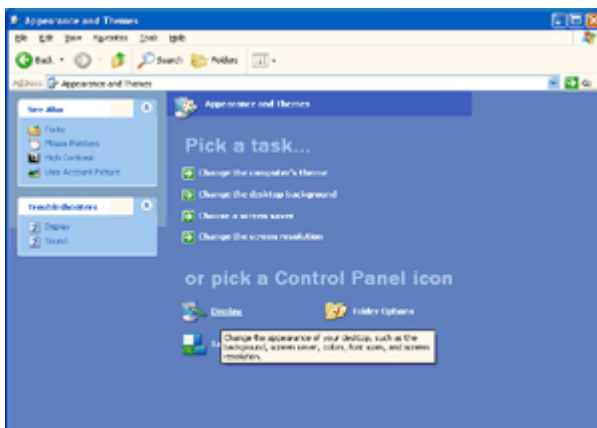 Appearance and Themes
File Edit View Favorites Tools Help
Back Search Folders
Address Appearance and Themes Go
See Also
Fonts
Mouse Pointers
High Contrast
User Account Picture
Troubleshooters
Display
Sound
Appearance and Themes
Pick a task...
Change the computer's theme
Change the desktop background
Choose a screen saver
Change the screen resolution
or pick a Control Panel icon
Display Folder Options
Change the appearance of your desktop, such as the
background, screen saver, colors, font sizes, and screen
resolution.